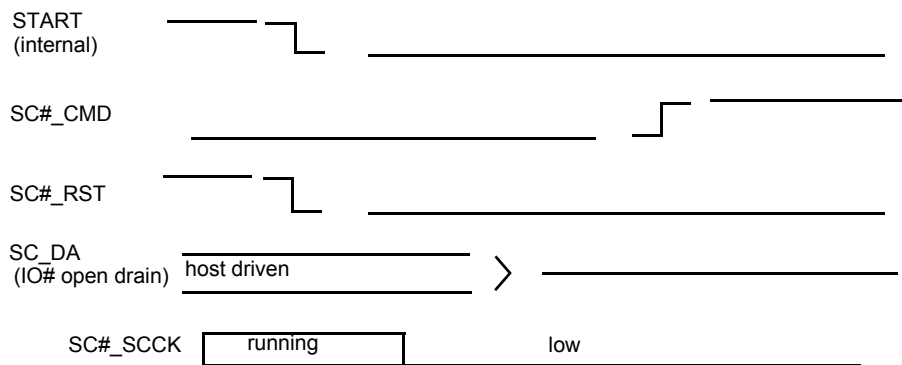 START
(internal)
SC#_CMD
SC#_RST
SC_DA
(IO# open drain)
host driven
SC#_SCCK
running
low